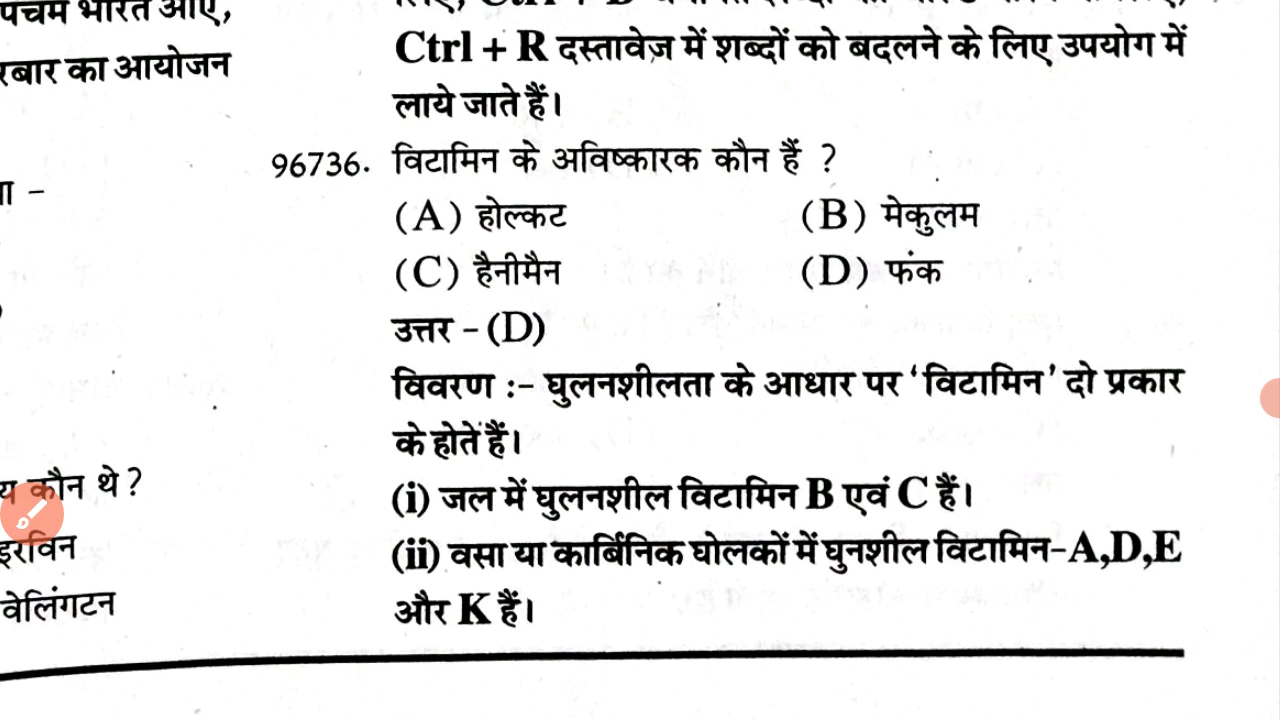 पंचम भारत आए,
रबार का आयोजन
ा -
य कौन थे ?
इरविन
वेलिंगटन
Ctrl + R दस्तावेज़ में शब्दों को बदलने के लिए उपयोग में
लाये जाते हैं।
96736. विटामिन के अविष्कारक कौन हैं ?
(A) होल्कट (B) मेकुलम
(C) हैनीमैन (D) फंक
उत्तर - (D)
विवरण :- घुलनशीलता के आधार पर 'विटामिन' दो प्रकार
के होतें हैं।
(i) जल में घुलनशील विटामिन B एवं C हैं।
(ii) वसा या कार्बिनिक घोलकों में घुनशील विटामिन-A,D,E
और K हैं।